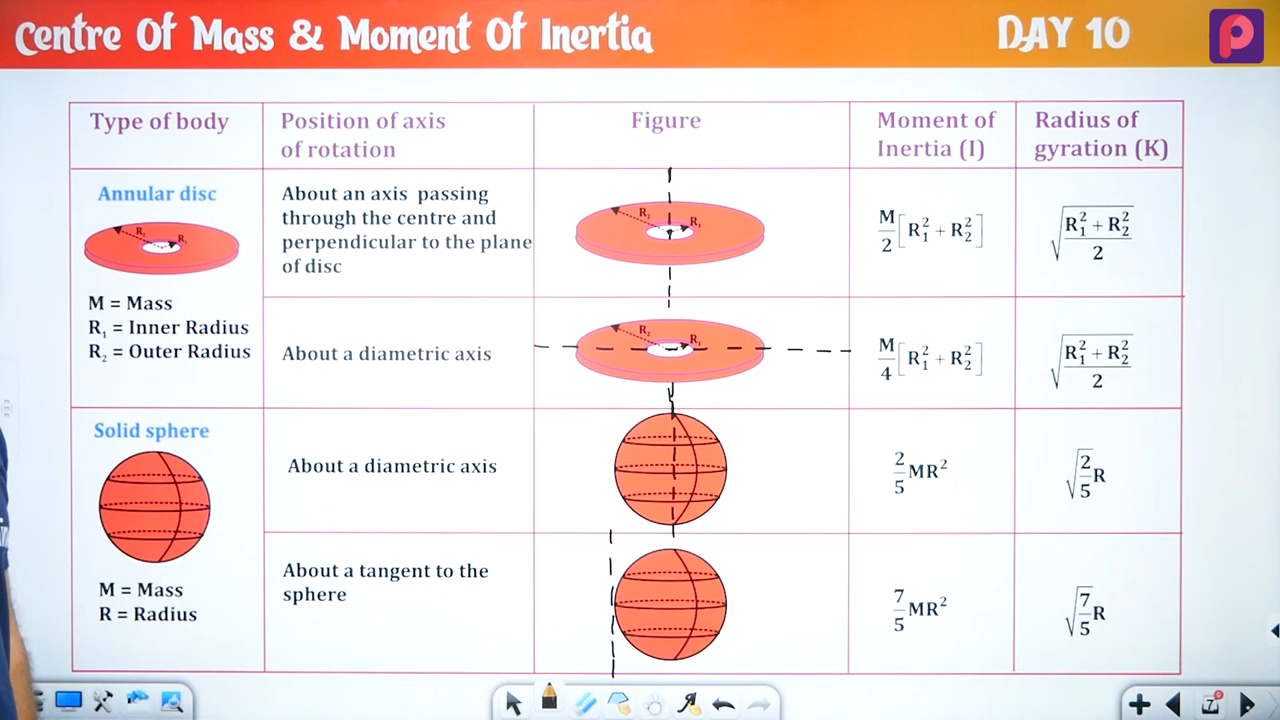 Centre Of Mass & Moment Of Inertia
DAY 10
Type of body
Position of axis
of rotation
Figure
Moment of
Inertia (I)
Radius of
gyration (K)
Annular disc
R₂
R₁
M = Mass
R₁ = Inner Radius
R₂ = Outer Radius
About an axis passing
through the centre and
perpendicular to the plane
of disc
R₂
R₁
M/2 [R₁² + R₂²]
√((R₁² + R₂²)/2)
About a diametric axis
R₂
R₁
M/4 [R₁² + R₂²]
√((R₁² + R₂²)/2)
Solid sphere
M = Mass
R = Radius
About a diametric axis
2/5 MR²
√(2/5) R
About a tangent to the
sphere
7/5 MR²
√(7/5) R
7